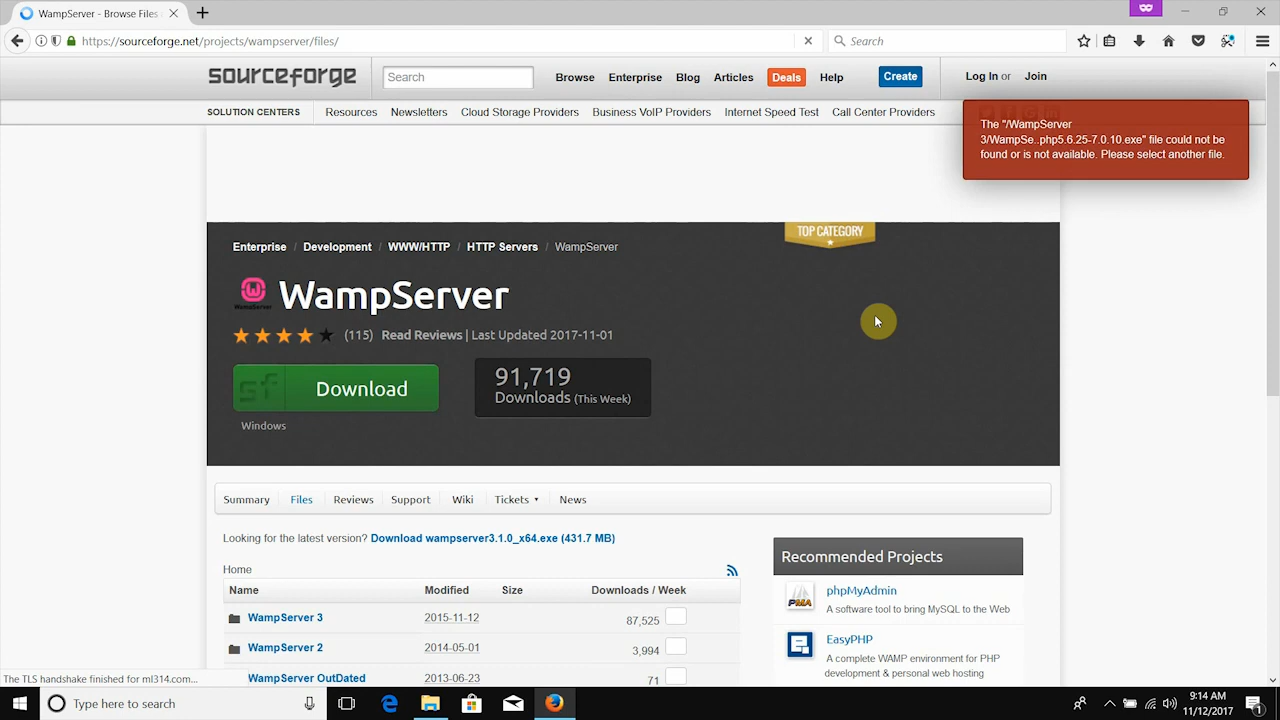 WampServer - Browse Files
https://sourceforge.net/projects/wampserver/files/
Search
sourceforge
Search
Browse
Enterprise
Blog
Articles
Deals
Help
Create
Log In or
Join
SOLUTION CENTERS
Resources
Newsletters
Cloud Storage Providers
Business VoIP Providers
Internet Speed Test
Call Center Providers
The "/WampServer
3/WampSe..php5.6.25-7.0.10.exe" file could not be
found or is not available. Please select another file.
Enterprise / Development / WWW/HTTP / HTTP Servers / WampServer
TOP CATEGORY
WampServer
WampServer
(115) Read Reviews | Last Updated 2017-11-01
sf
Download
91,719
Downloads (This Week)
Windows
Summary
Files
Reviews
Support
Wiki
Tickets
News
Looking for the latest version? Download wampserver3.1.0_x64.exe (431.7 MB)
Home
Name Modified Size Downloads / Week
WampServer 3 2015-11-12 87,525
WampServer 2 2014-05-01 3,994
WampServer OutDated 2013-06-23 71
Recommended Projects
PMA
phpMyAdmin
A software tool to bring MySQL to the Web
EasyPHP
A complete WAMP environment for PHP
development & personal web hosting
The TLS handshake finished for ml314.com...
Type here to search
9:14 AM
11/12/2017
1